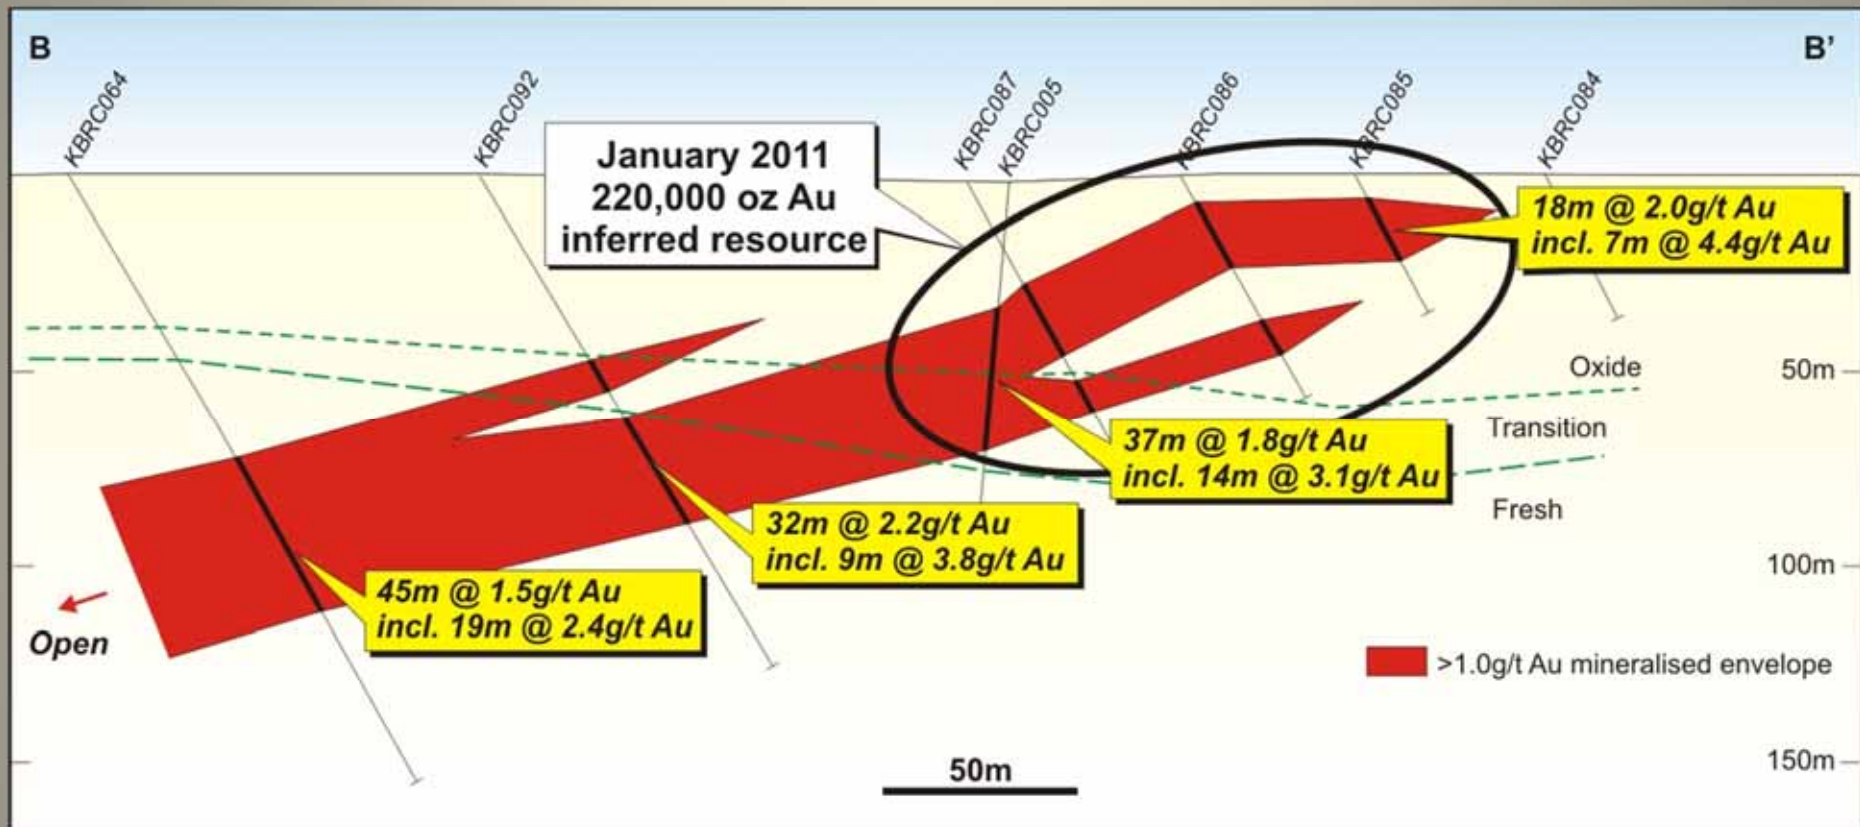 B
B’
KBRC064
KBRC092
KBRC087
KBRC005
KBRC086
KBRC085
KBRC084
January 2011
220,000 oz Au
inferred resource
18m @ 2.0g/t Au
incl. 7m @ 4.4g/t Au
Oxide
50m
Transition
37m @ 1.8g/t Au
incl. 14m @ 3.1g/t Au
Fresh
32m @ 2.2g/t Au
incl. 9m @ 3.8g/t Au
100m
45m @ 1.5g/t Au
incl. 19m @ 2.4g/t Au
Open
>1.0g/t Au mineralised envelope
150m
50m